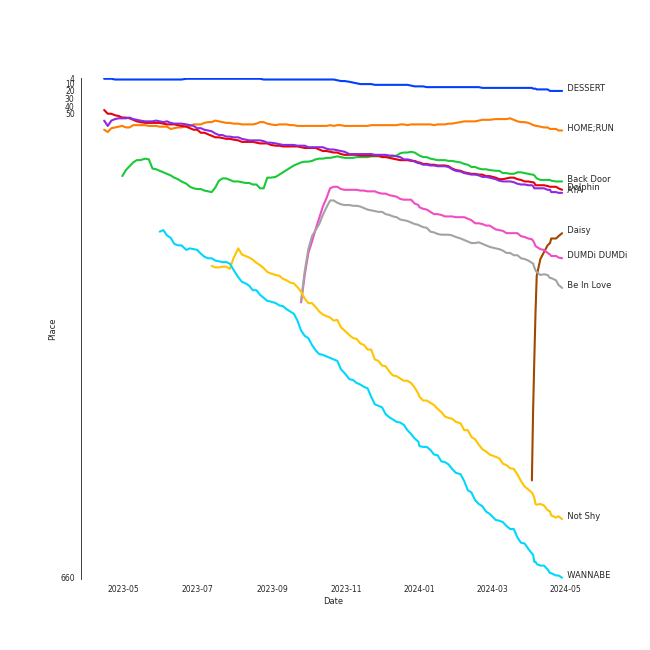 4
10
20
30
40
50
660
Place
DESSERT
HOME;RUN
Back Door
Dolphin
Daisy
DUMDi DUMDi
Be In Love
Not Shy
WANNABE
2023-05 2023-07 2023-09 2023-11 2024-01 2024-03 2024-05
Date